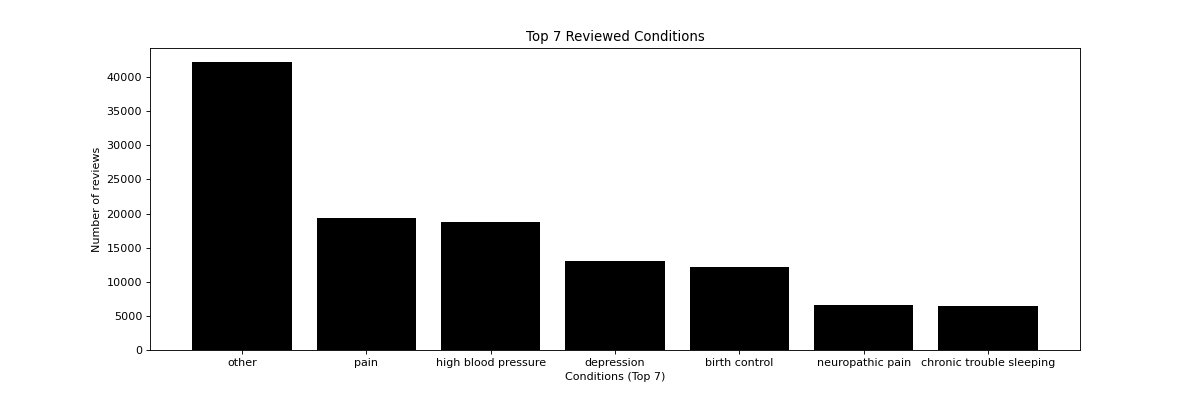 Top 7 Reviewed Conditions
Number of reviews
40000
35000
30000
25000
20000
15000
10000
5000
0
other pain high blood pressure depression birth control neuropathic pain chronic trouble sleeping
Conditions (Top 7)